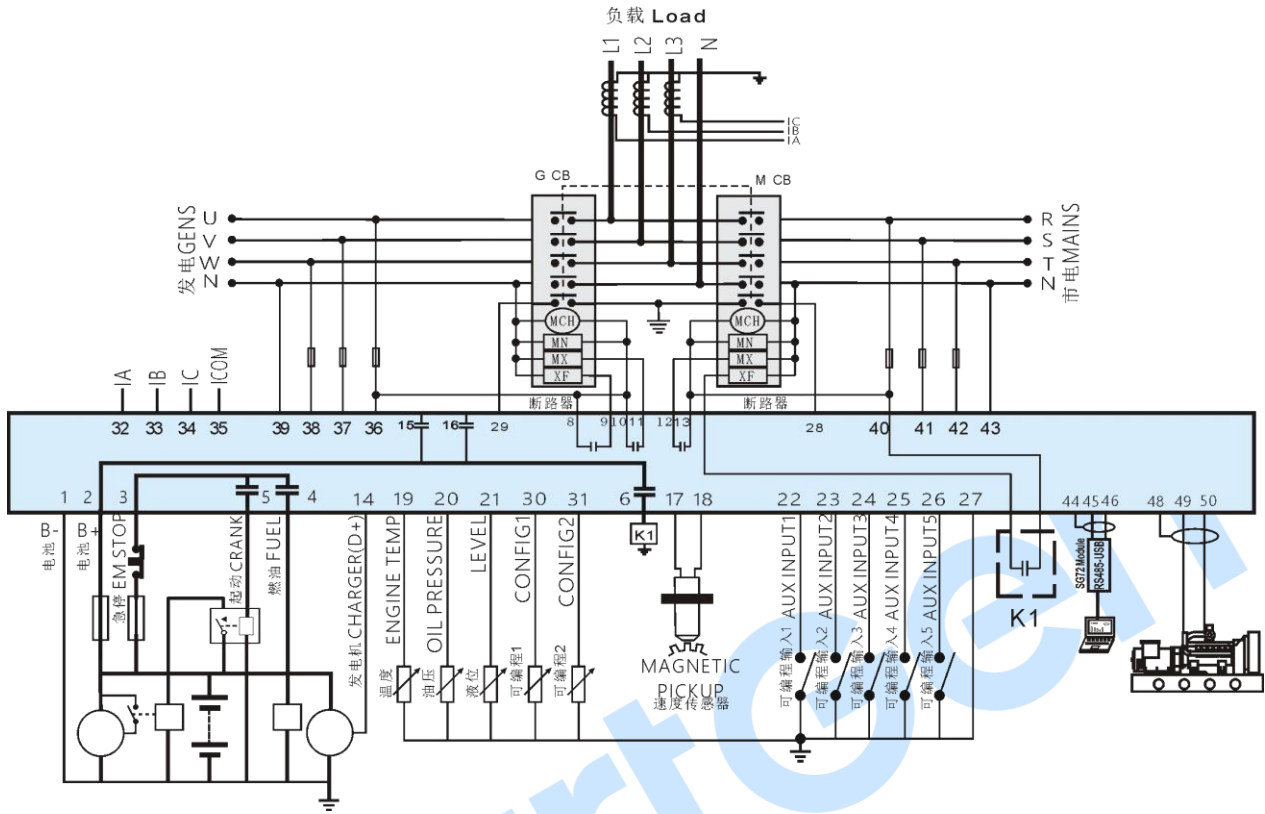 负载 Load
L1 L2 L3 N
IC
IB
IA
G CB
M CB
发电GENS
U
V
W
N
市电MAINS
R
S
T
N
MCH
MN
MX
XF
MCH
MN
MX
XF
断路器
断路器
IA IB IC ICOM
32 33 34 35 39 38 37 36 15 16 29 8 9 10 11 12 13 28 40 41 42 43
1 2 3 5 4 14 19 20 21 30 31 6 17 18 22 23 24 25 26 27 44 45 46 48 49 50
B-
电池
B+
电池
急停 EM STOP
起动 CRANK
燃油 FUEL
发电机 CHARGER(D+)
ENGINE TEMP
温度
OIL PRESSURE
油压
LEVEL
液位
CONFIG1
可编程1
CONFIG2
可编程2
K1
MAGNETIC
PICKUP
速度传感器
可编程输入1 AUX INPUT1
可编程输入2 AUX INPUT2
可编程输入3 AUX INPUT3
可编程输入4 AUX INPUT4
可编程输入5 AUX INPUT5
K1
SG72 Module
RS485-USB